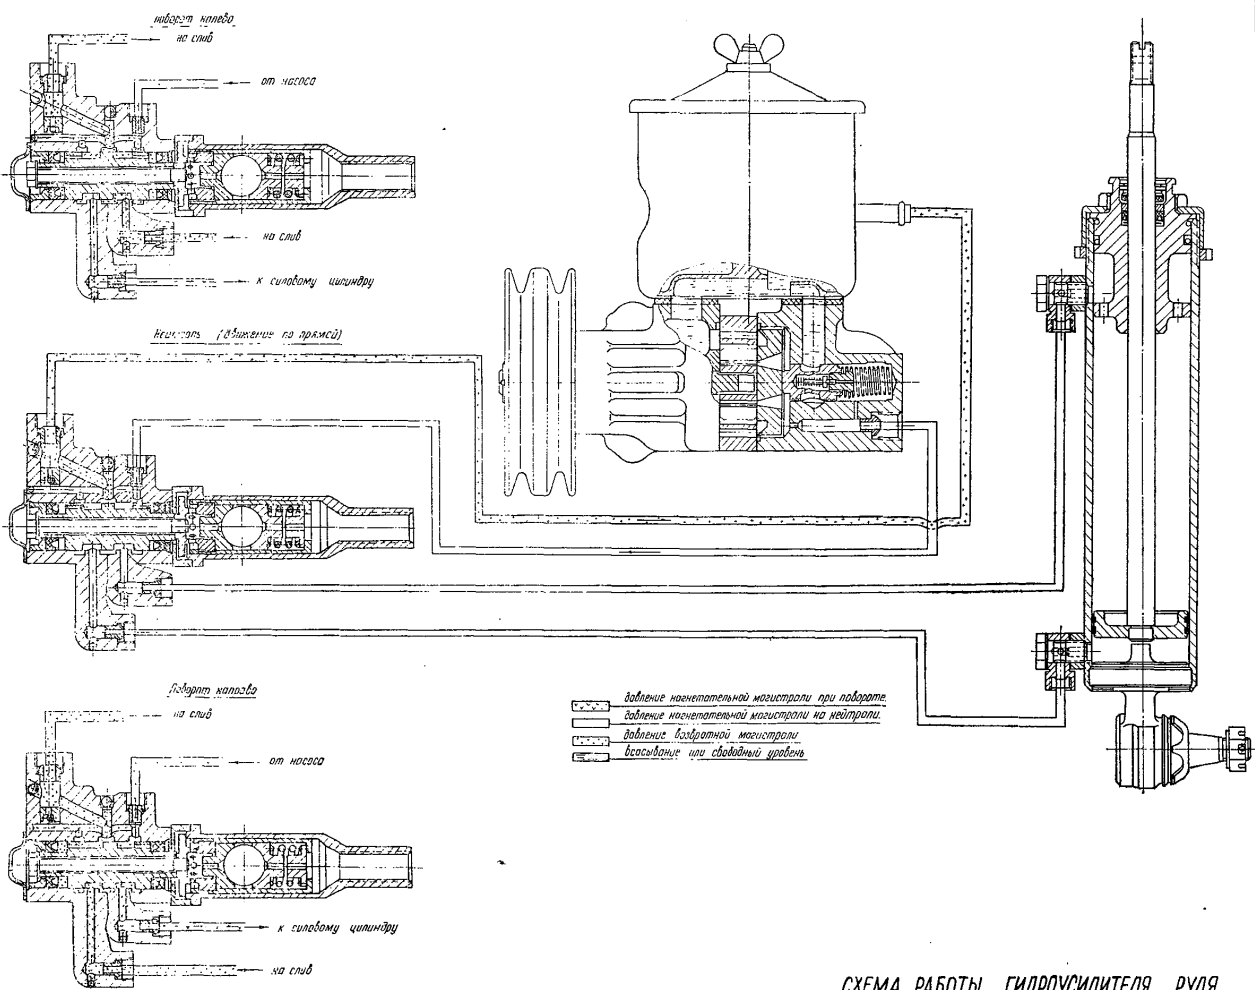 поворот налево
на слив
от насоса
на слив
к силовому цилиндру
Нейтраль (движение по прямой)
Поворот направо
на слив
от насоса
к силовому цилиндру
на слив
давление нагнетательной магистрали при повороте.
давление нагнетательной магистрали на нейтрали.
давление возвратной магистрали
всасывание или свободный уровень
СХЕМА РАБОТЫ ГИДРОУСИЛИТЕЛЯ РУЛЯ